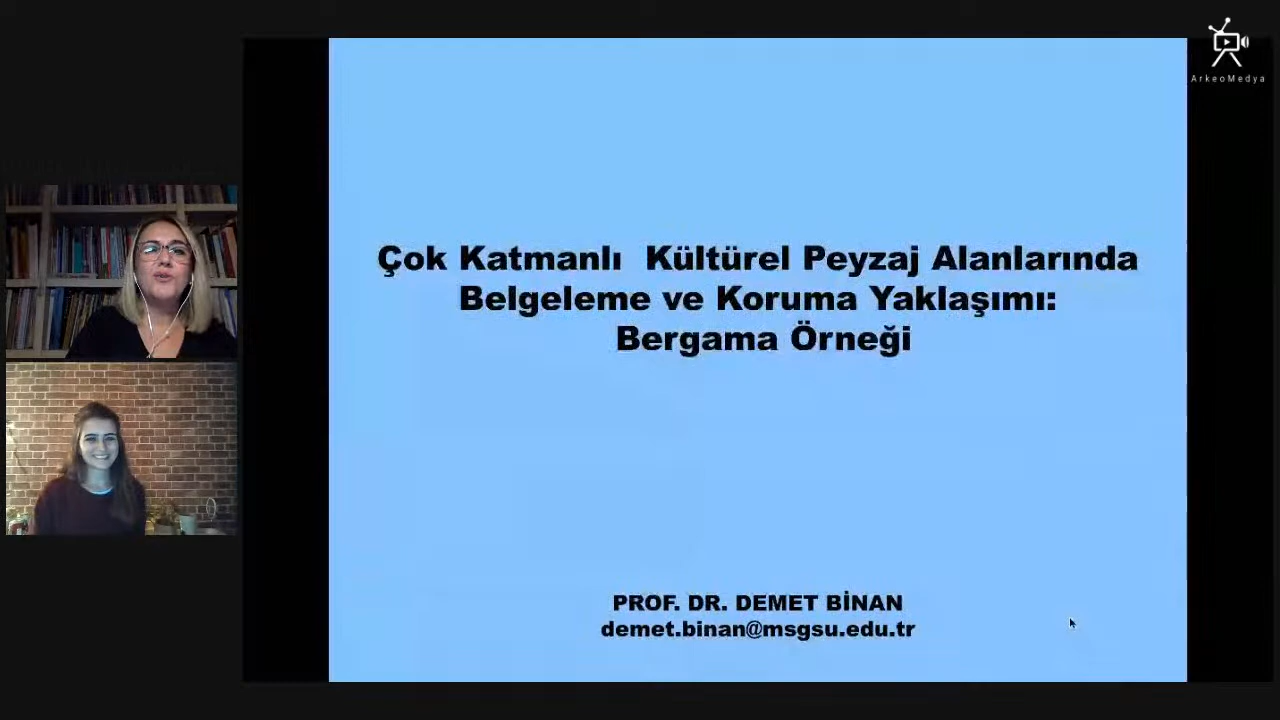 ArkeoMedya
Çok Katmanlı Kültürel Peyzaj Alanlarında
Belgeleme ve Koruma Yaklaşımı:
Bergama Örneği
PROF. DR. DEMET BİNAN
demet.binan@msgsu.edu.tr